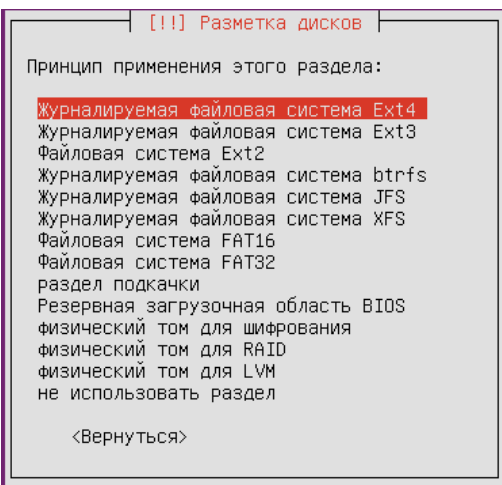 [!!] Разметка дисков
Принцип применения этого раздела:
Журналируемая файловая система Ext4
Журналируемая файловая система Ext3
Файловая система Ext2
Журналируемая файловая система btrfs
Журналируемая файловая система JFS
Журналируемая файловая система XFS
Файловая система FAT16
Файловая система FAT32
раздел подкачки
Резервная загрузочная область BIOS
физический том для шифрования
физический том для RAID
физический том для LVM
не использовать раздел
<Вернуться>